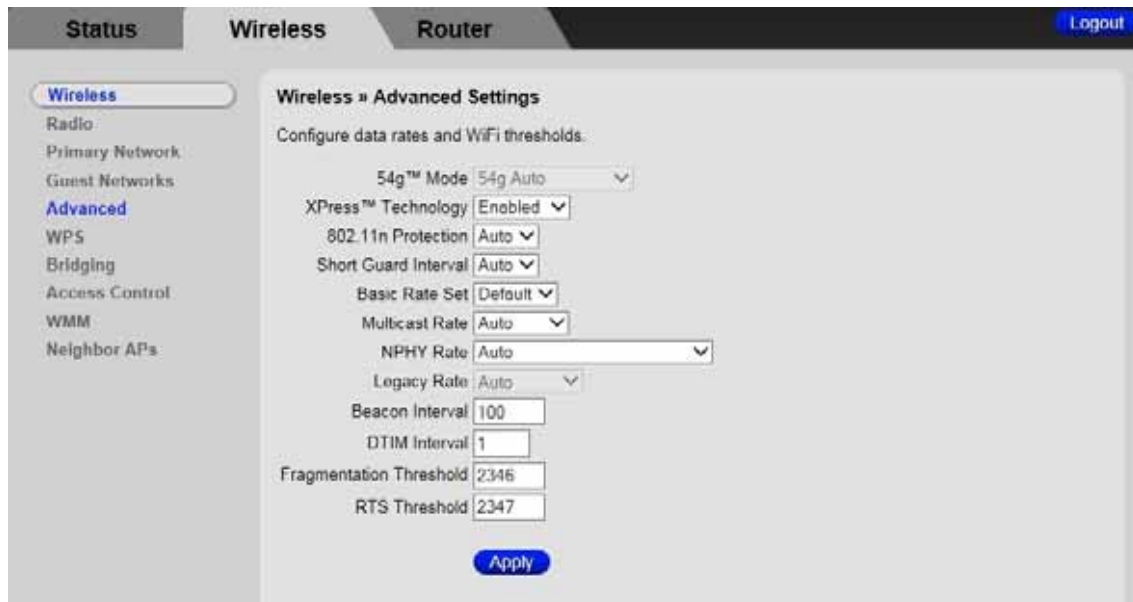 Status Wireless Router Logout
Wireless
Radio
Primary Network
Guest Networks
Advanced
WPS
Bridging
Access Control
WMM
Neighbor APs
Wireless » Advanced Settings
Configure data rates and WiFi thresholds.
54g™ Mode 54g Auto
XPress™ Technology Enabled
802.11n Protection Auto
Short Guard Interval Auto
Basic Rate Set Default
Multicast Rate Auto
NPHY Rate Auto
Legacy Rate Auto
Beacon Interval 100
DTIM Interval 1
Fragmentation Threshold 2346
RTS Threshold 2347
Apply